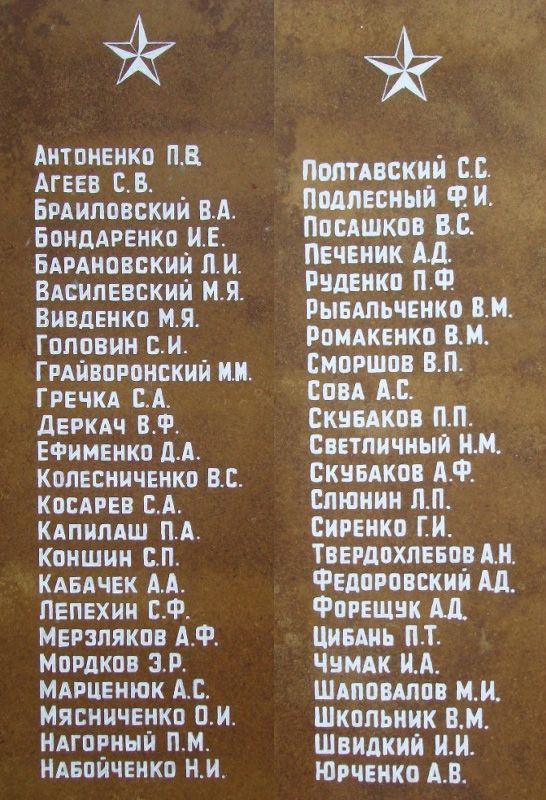 Антоненко П.В.
Агеев С.В.
Браиловский В.А.
Бондаренко И.Е.
Барановский Л.И.
Василевский М.Я.
Вивденко М.Я.
Головин С.И.
Грайворонский М.М.
Гречка С.А.
Деркач В.Ф.
Ефименко Д.А.
Колесниченко В.С.
Косарев С.А.
Капилаш П.А.
Коншин С.П.
Кабачек А.А.
Лепехин С.Ф.
Мерзляков А.Ф.
Мордков З.Р.
Марценюк А.С.
Мясниченко О.И.
Нагорный П.М.
Набойченко Н.И.
Полтавский С.С.
Подлесный Ф.И.
Посашков В.С.
Печеник А.Д.
Руденко П.Ф.
Рыбальченко В.М.
Ромакенко В.М.
Сморшов В.П.
Сова А.С.
Скубаков П.П.
Светличный Н.М.
Скубаков А.Ф.
Слюнин Л.П.
Сиренко Г.И.
Твердохлебов А.Н.
Федоровский А.Д.
Форещук А.Д.
Цибань П.Т.
Чумак И.А.
Шаповалов М.И.
Школьник В.М.
Швидкий И.И.
Юрченко А.В.